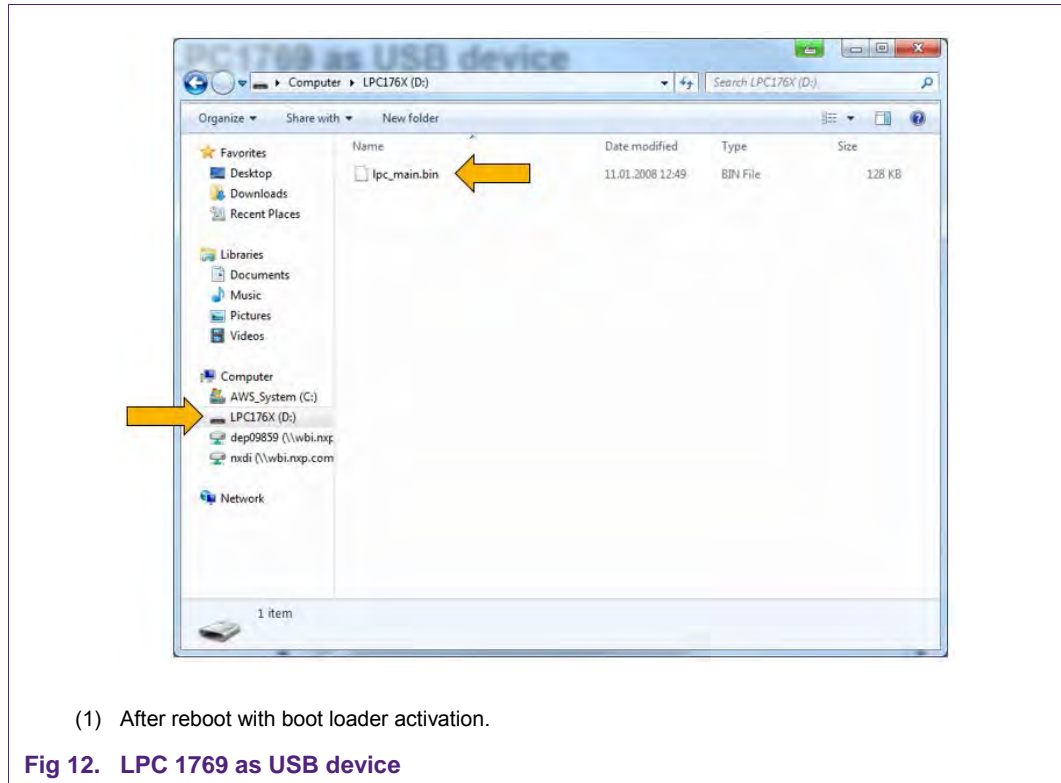 PC1769 as USB device
Computer ▸ LPC176X (D:)
Search LPC176X (D:)
Organize ▾ Share with ▾ New folder
Name Date modified Type Size
Favorites
Desktop
Downloads
Recent Places
lpc_main.bin 11.01.2008 12:49 BIN File 128 KB
Libraries
Documents
Music
Pictures
Videos
Computer
AWS_System (C:)
LPC176X (D:)
dep09859 (\\wbi.nxp
nxdi (\\wbi.nxp.com
Network
1 item
(1) After reboot with boot loader activation.
Fig 12. LPC 1769 as USB device